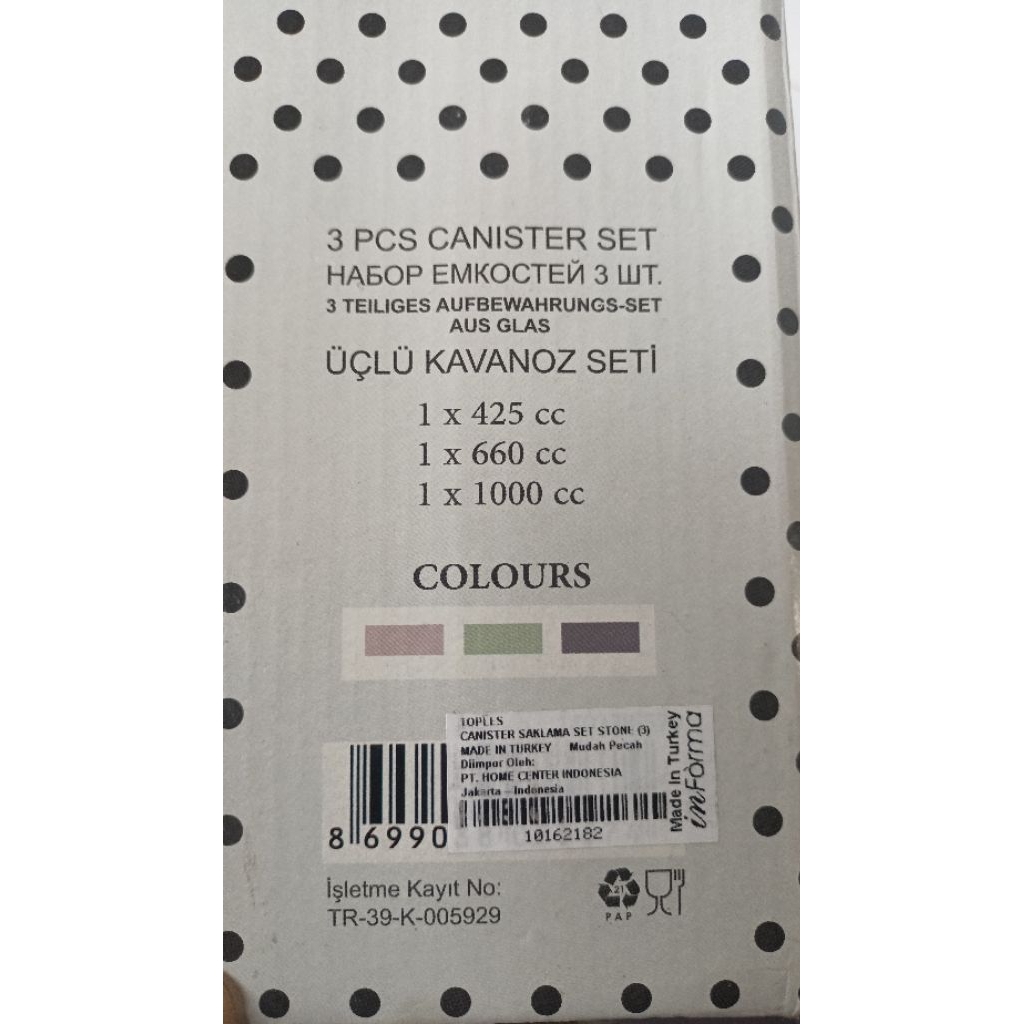 3 PCS CANISTER SET
НАБОР ЕМКОСТЕЙ 3 ШТ.
3 TEILIGES AUFBEWAHRUNGS-SET
AUS GLAS
ÜÇLÜ KAVANOZ SETİ
1 x 425 cc
1 x 660 cc
1 x 1000 cc
COLOURS
TOPLES
CANISTER SAKLAMA SET STONE (3)
MADE IN TURKEY Mudah Pecah
Diimpor Oleh:
PT. HOME CENTER INDONESIA
Jakarta - Indonesia
10162182
Made In Turkey
inForma
8 6990
İşletme Kayıt No:
TR-39-K-005929
21
PAP